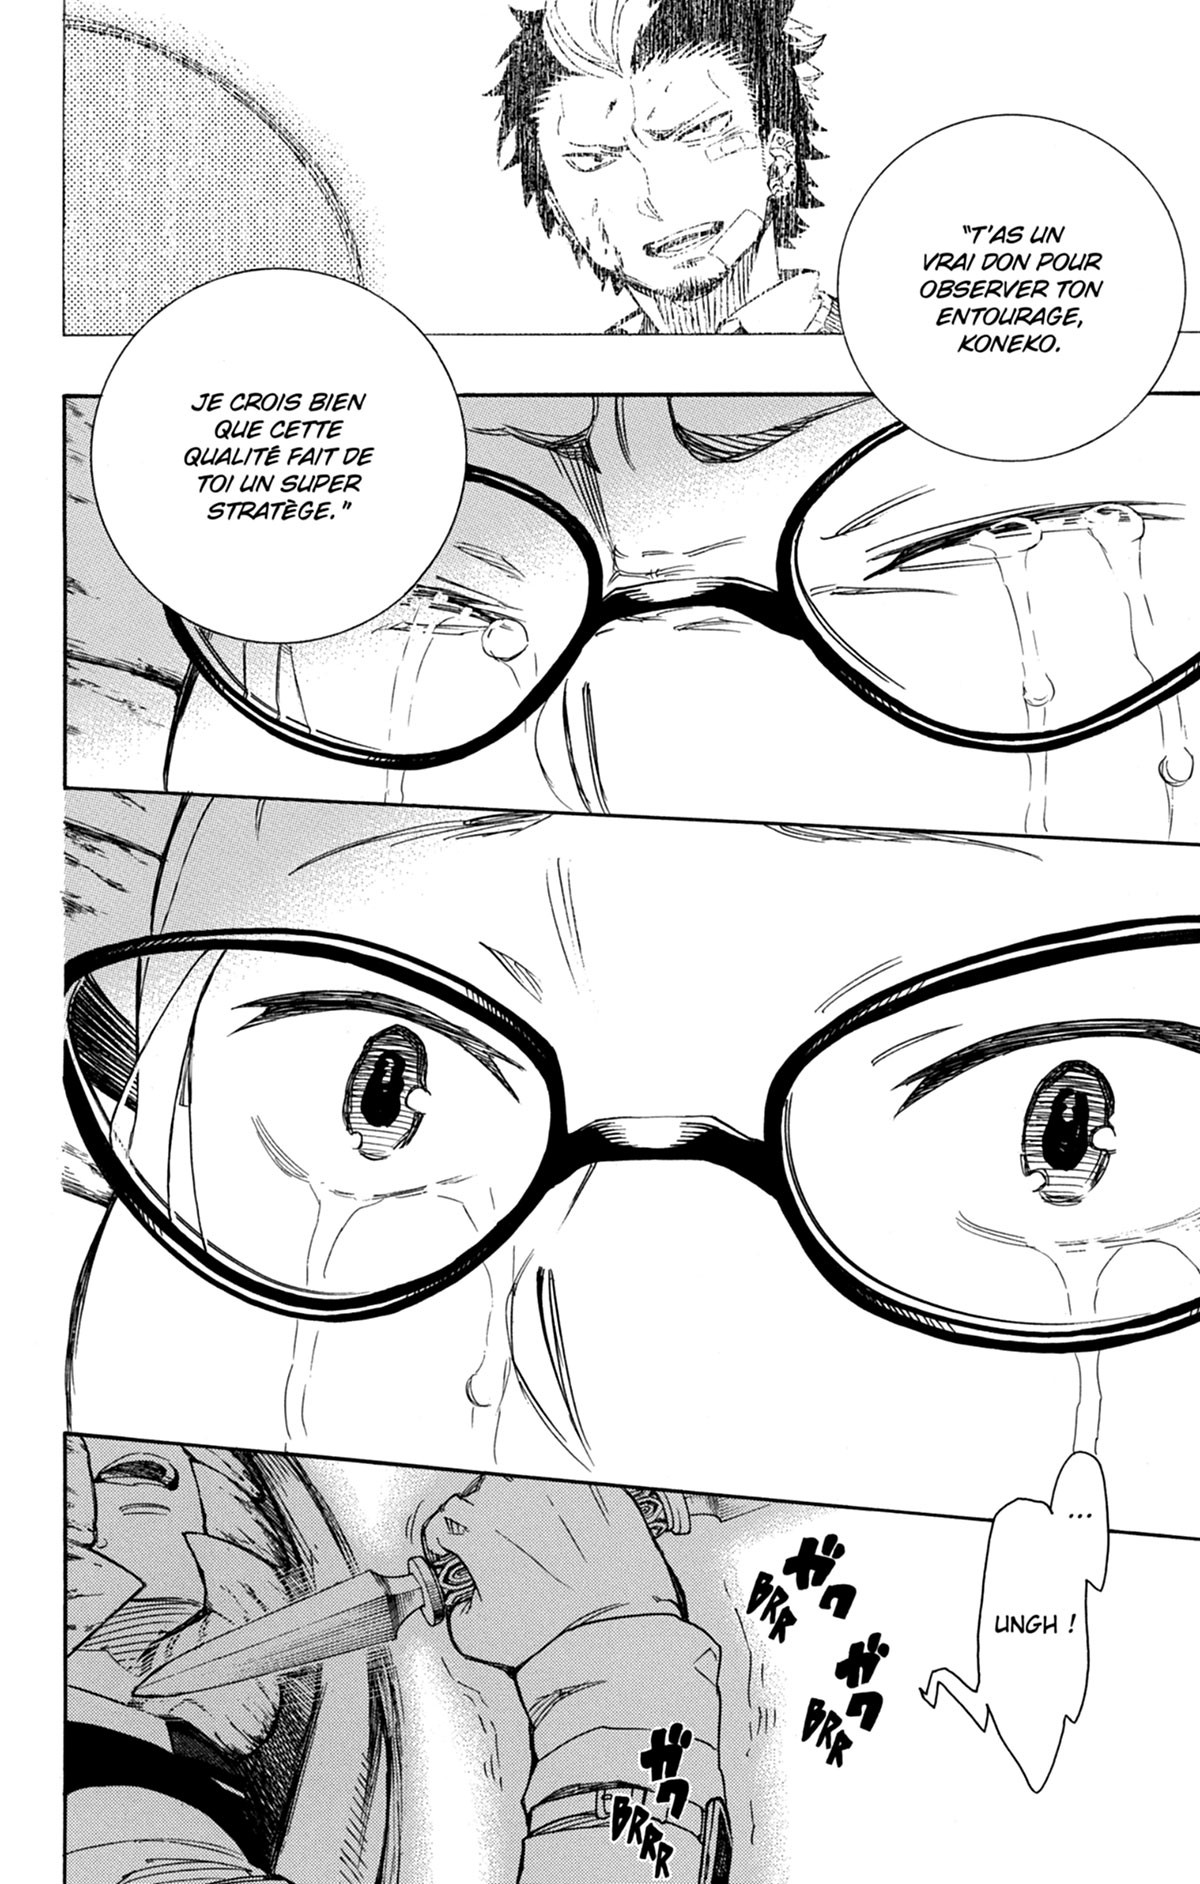 “T'AS UN
VRAI DON POUR
OBSERVER TON
ENTOURAGE,
KONEKO.
JE CROIS BIEN
QUE CETTE
QUALITÉ FAIT DE
TOI UN SUPER
STRATÈGE.”
...
UNGH !
ガク
BRR
ガク
BRR
ガク
BRRR